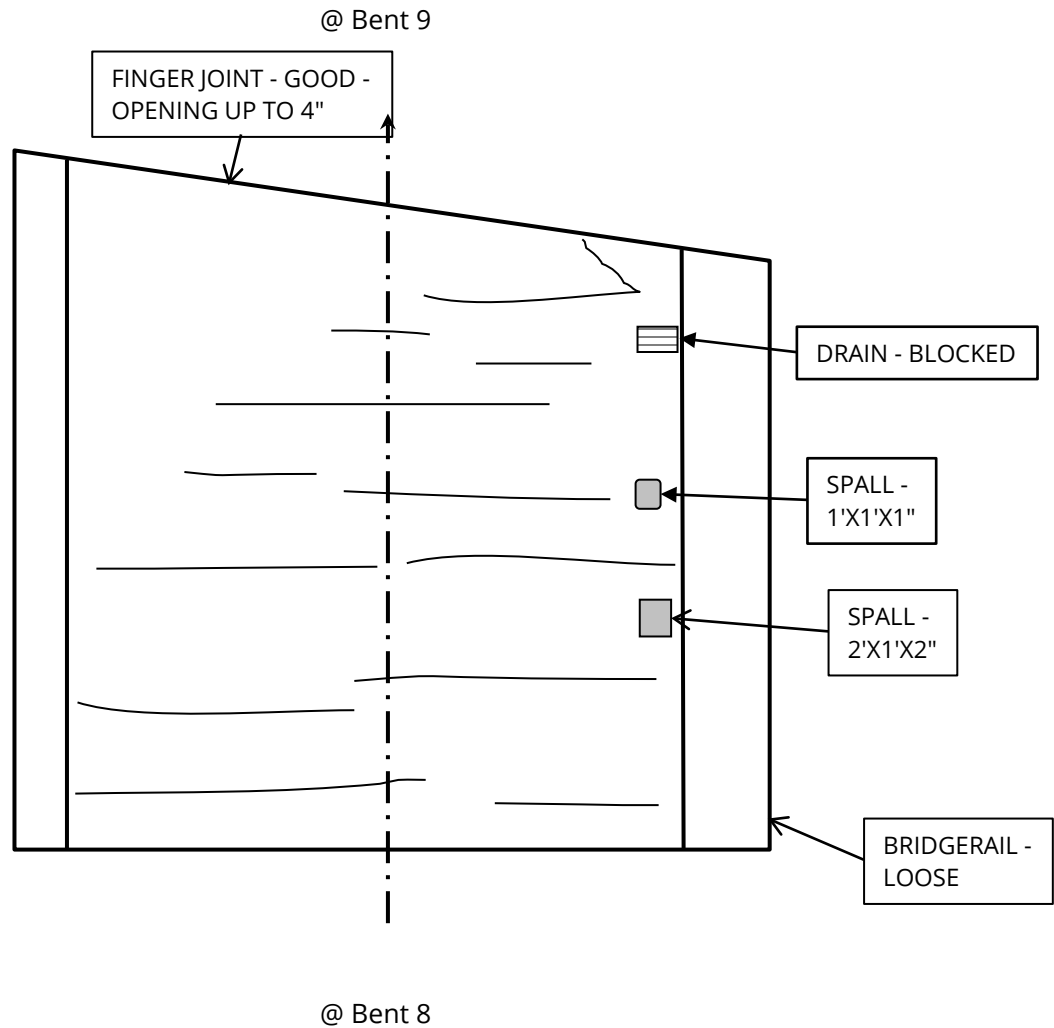 @ Bent 9
FINGER JOINT - GOOD -
OPENING UP TO 4"
DRAIN - BLOCKED
SPALL -
1'X1'X1"
SPALL -
2'X1'X2"
BRIDGERAIL -
LOOSE
@ Bent 8